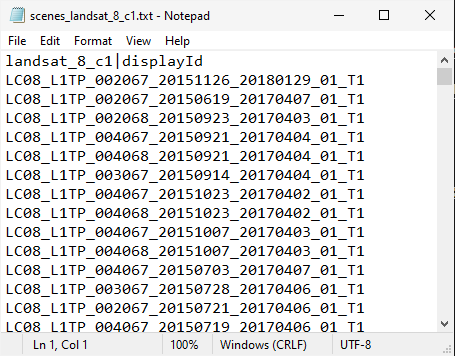 scenes_landsat_8_c1.txt - Notepad
File Edit Format View Help
landsat_8_c1|displayId
LC08_L1TP_002067_20151126_20180129_01_T1
LC08_L1TP_002067_20150619_20170407_01_T1
LC08_L1TP_002068_20150923_20170403_01_T1
LC08_L1TP_004067_20150921_20170404_01_T1
LC08_L1TP_004068_20150921_20170404_01_T1
LC08_L1TP_003067_20150914_20170404_01_T1
LC08_L1TP_004067_20151023_20170402_01_T1
LC08_L1TP_004068_20151023_20170402_01_T1
LC08_L1TP_004067_20151007_20170403_01_T1
LC08_L1TP_004068_20151007_20170403_01_T1
LC08_L1TP_004067_20150703_20170407_01_T1
LC08_L1TP_003067_20150728_20170406_01_T1
LC08_L1TP_002067_20150721_20170406_01_T1
LC08_L1TP_004067_20150719_20170406_01_T1
Ln 1, Col 1 100% Windows (CRLF) UTF-8